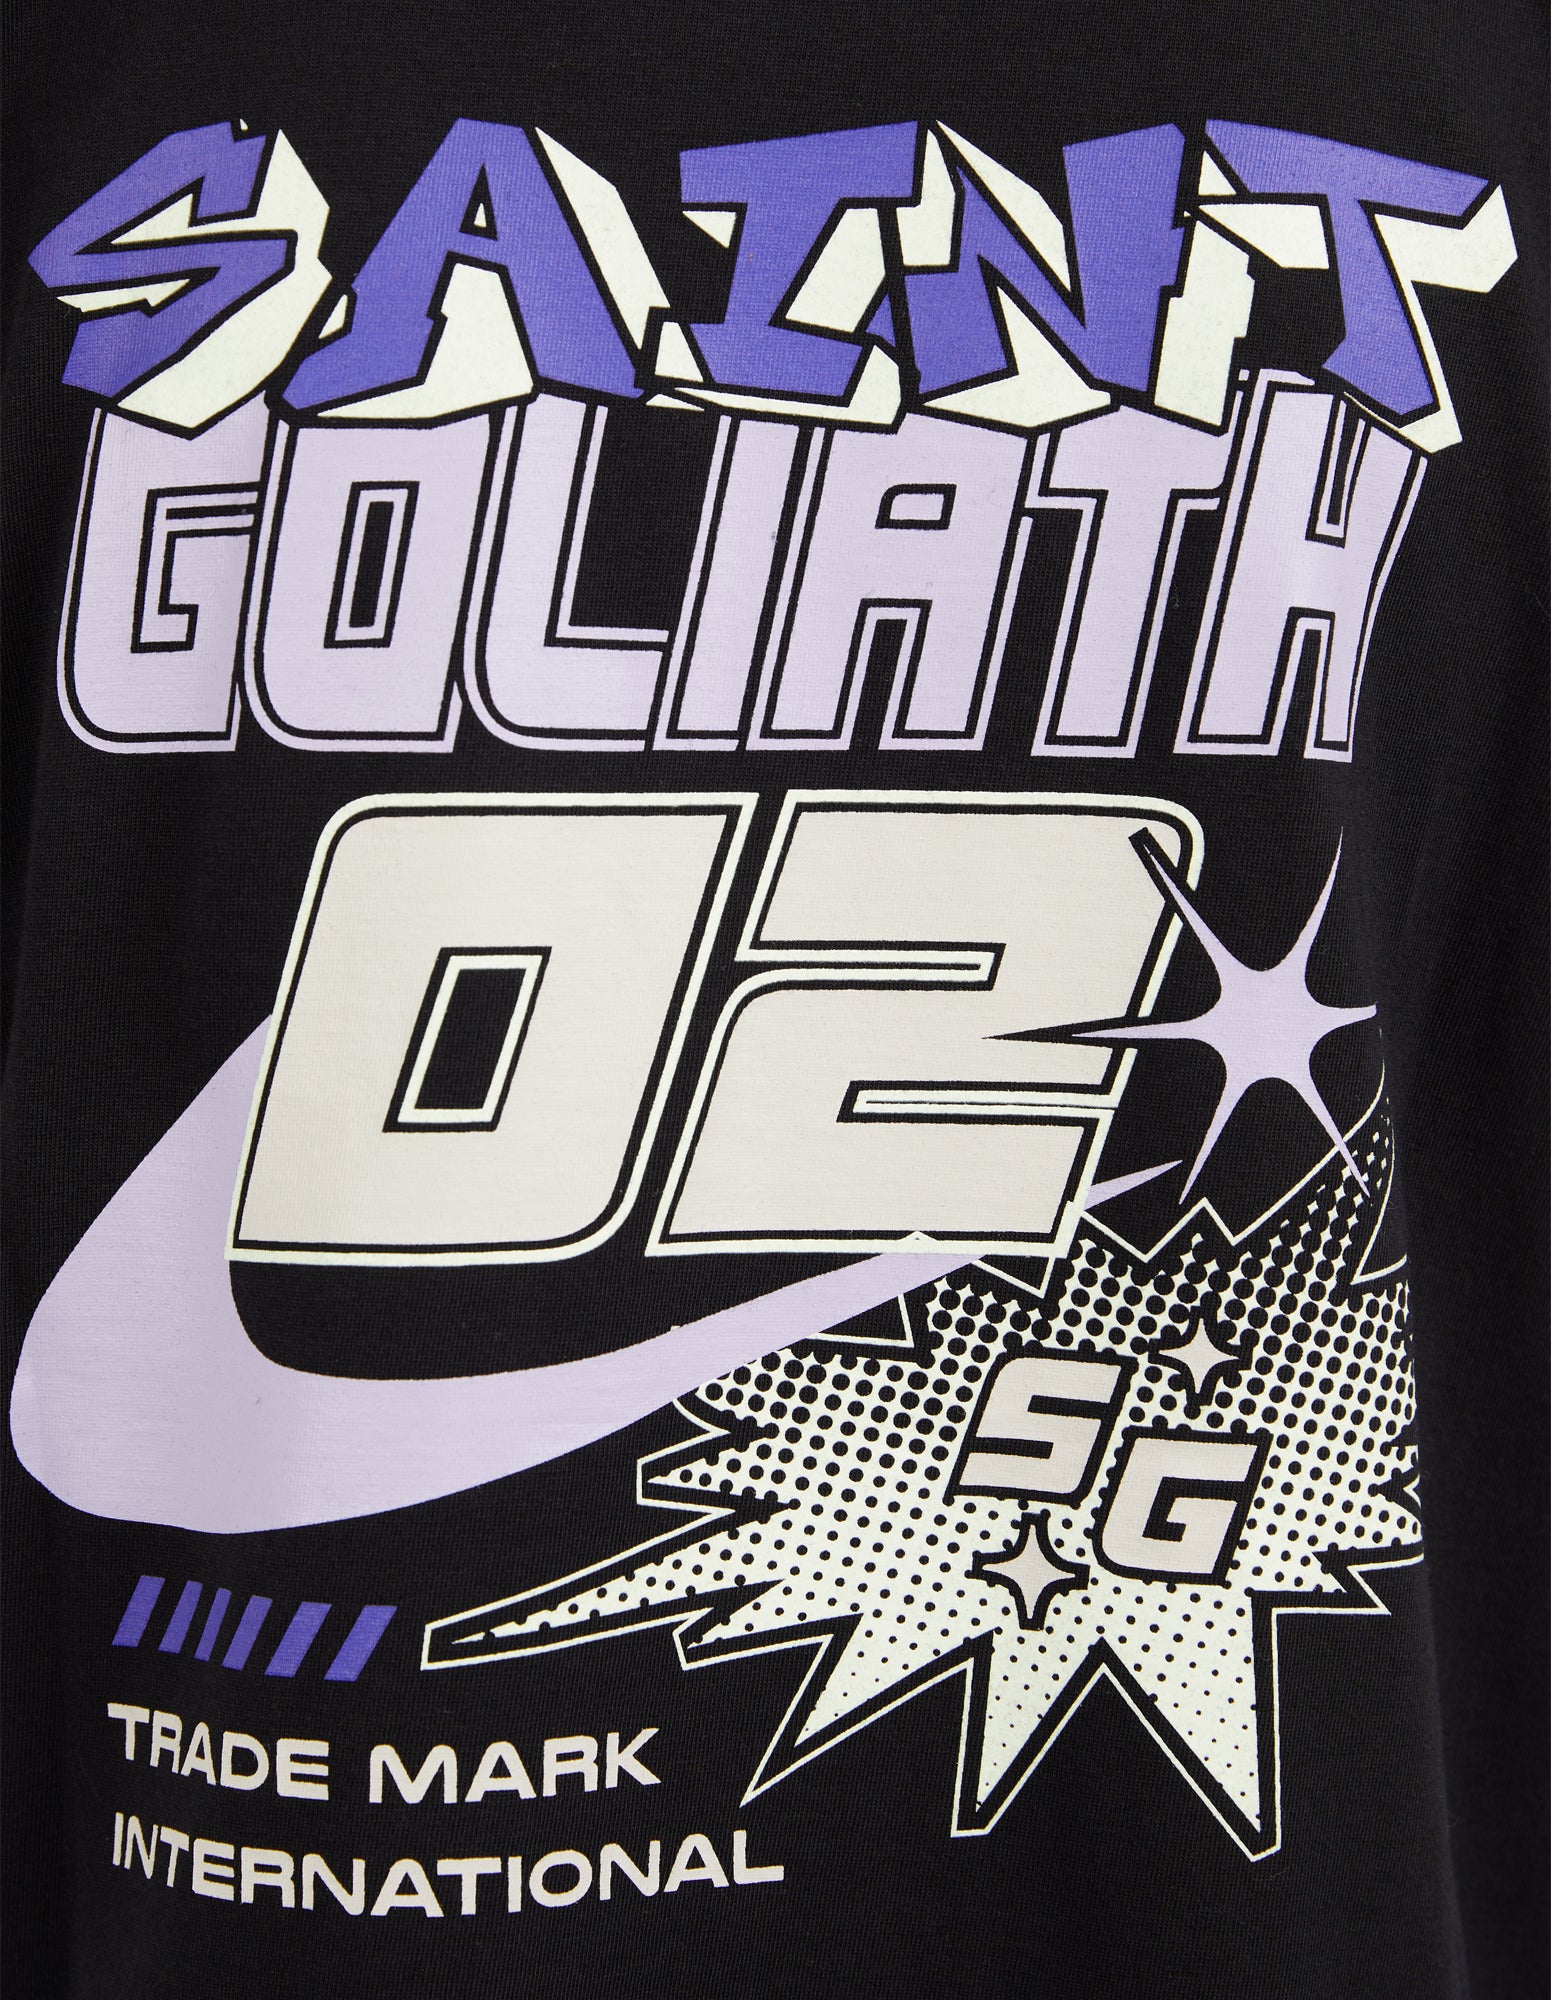 SAINT
GOLIATH
02
SG
TRADE MARK
INTERNATIONAL